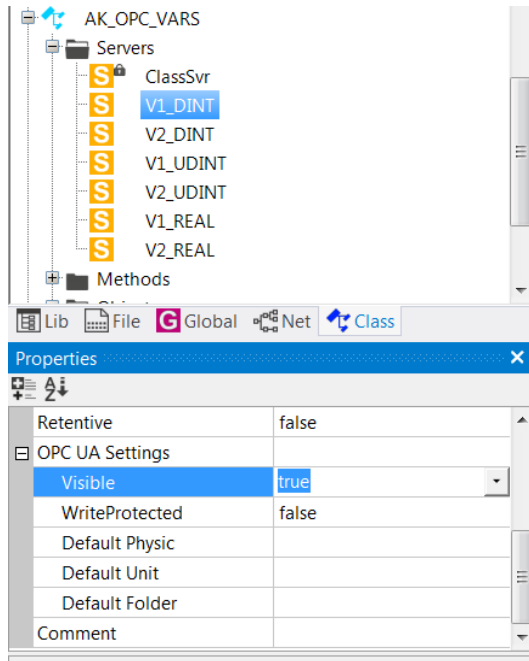 AK_OPC_VARS
Servers
S ClassSvr
S V1_DINT
S V2_DINT
S V1_UDINT
S V2_UDINT
S V1_REAL
S V2_REAL
Methods
Lib File G Global Net Class
Properties
Retentive false
OPC UA Settings
Visible true
WriteProtected false
Default Physic
Default Unit
Default Folder
Comment